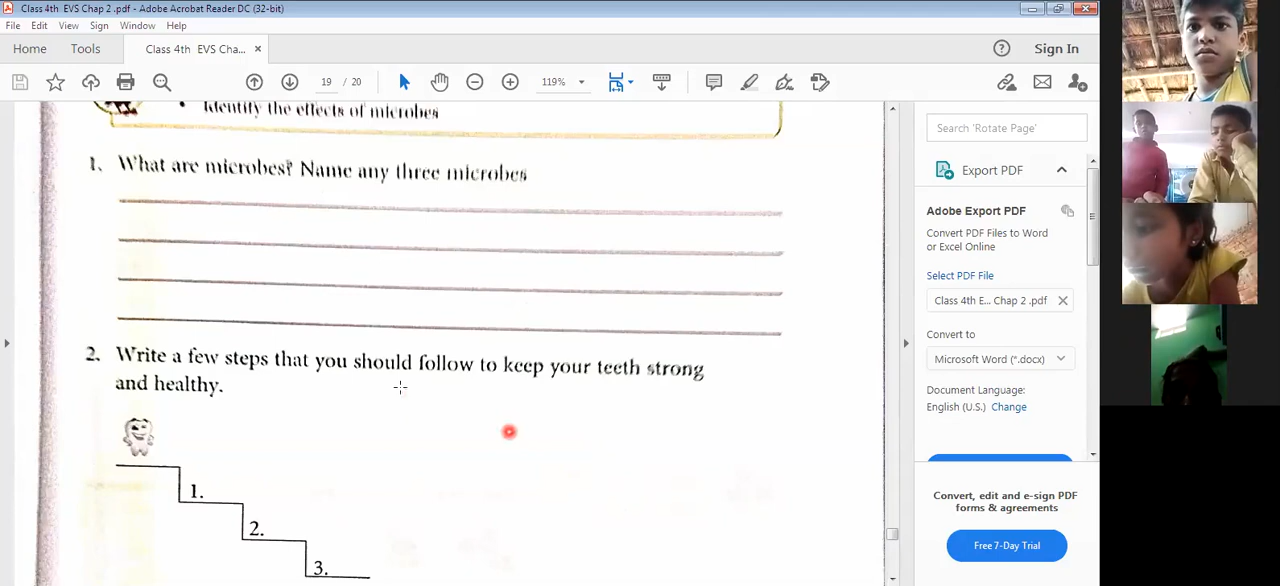 Class 4th EVS Chap 2 .pdf - Adobe Acrobat Reader DC (32-bit)
File Edit View Sign Window Help
Home Tools Class 4th EVS Cha... × Sign In
19 / 20 119%
• Identify the effects of microbes
1. What are microbes? Name any three microbes
2. Write a few steps that you should follow to keep your teeth strong
and healthy.
1.
2.
3.
Search 'Rotate Page'
Export PDF
Adobe Export PDF
Convert PDF Files to Word
or Excel Online
Select PDF File
Class 4th E... Chap 2 .pdf
Convert to
Microsoft Word (*.docx)
Document Language:
English (U.S.) Change
Convert, edit and e-sign PDF
forms & agreements
Free 7-Day Trial